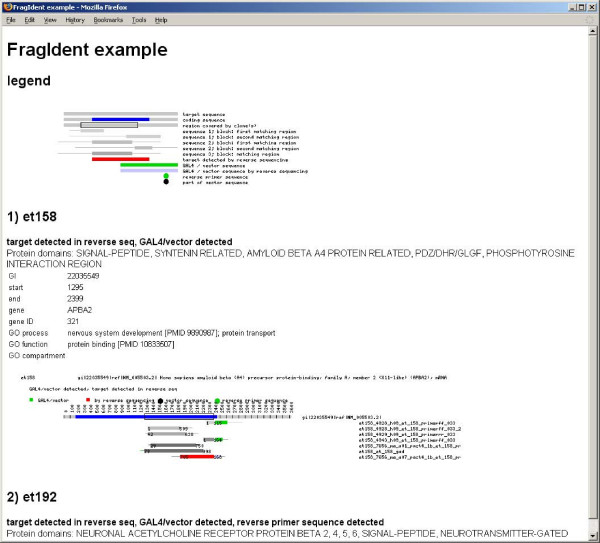 FragIdent example - Mozilla Firefox
File Edit View History Bookmarks Tools Help
FragIdent example
legend
target sequence
coding sequence
region covered by clone(s)
sequence 1) block: first matching region
sequence 1) block: second matching region
sequence 2) block: first matching region
sequence 2) block: second matching region
sequence 3) block: matching region
target detected by reverse sequencing
GAL4 / vector sequence
GAL4 / vector sequence by reverse sequencing
reverse primer sequence
part of vector sequence
1) et158
target detected in reverse seq, GAL4/vector detected
Protein domains: SIGNAL-PEPTIDE, SYNTENIN RELATED, AMYLOID BETA A4 PROTEIN RELATED, PDZ/DHR/GLGF, PHOSPHOTYROSINE
INTERACTION REGION
GI 22035549
start 1295
end 2399
gene APBA2
gene ID 321
GO process nervous system development [PMID 9890987]; protein transport
GO function protein binding [PMID 10833507]
GO compartment
et158 gi|22035549|ref|NM_005503.2| Homo sapiens amyloid beta (A4) precursor protein-binding, family A, member 2 (X11-like) (APBA2), mRNA
GAL4/vector detected, target detected in reverse seq
GAL4/vector by reverse sequencing vector sequence reverse primer sequence
gi|22035549|ref|NM_005503.2|
2) et192
target detected in reverse seq, GAL4/vector detected, reverse primer sequence detected
Protein domains: NEURONAL ACETYLCHOLINE RECEPTOR PROTEIN BETA 2, 4, 5, 6, SIGNAL-PEPTIDE, NEUROTRANSMITTER-GATED